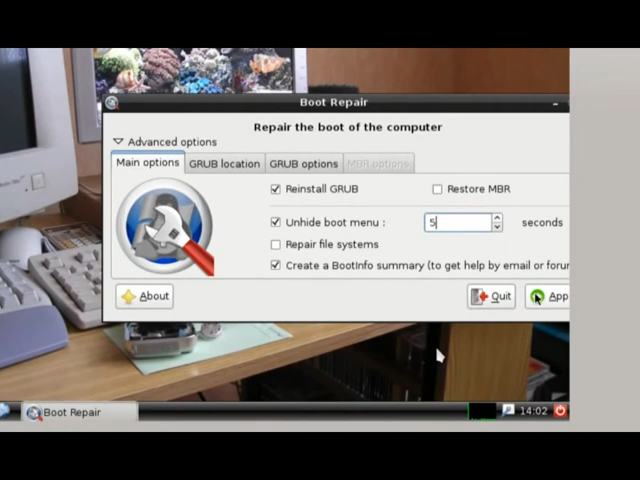 Boot Repair
Repair the boot of the computer
Advanced options
Main options GRUB location GRUB options MBR options
Reinstall GRUB Restore MBR
Unhide boot menu : 5 seconds
Repair file systems
Create a BootInfo summary (to get help by email or foru
About Quit App
Boot Repair 14:02